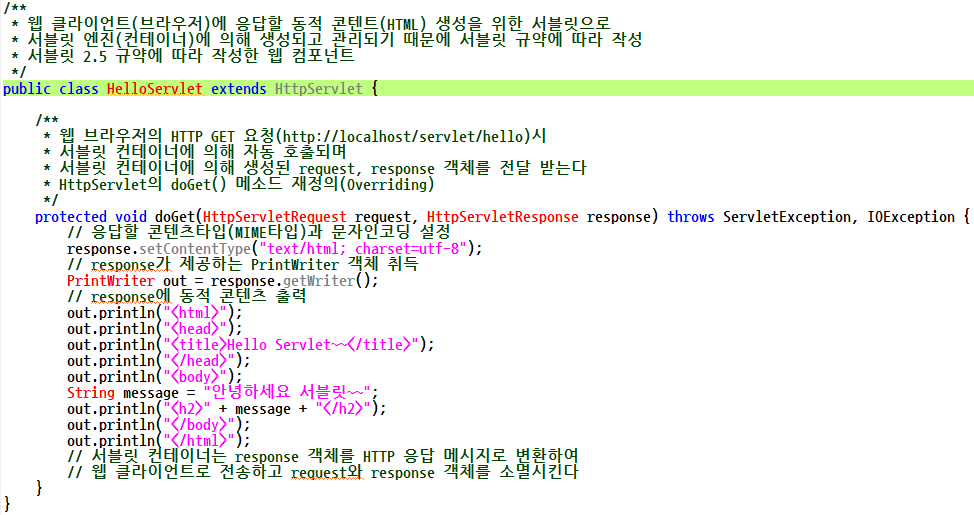 /**
 * 웹 클라이언트(브라우저)에 응답할 동적 콘텐트(HTML) 생성을 위한 서블릿으로
 * 서블릿 엔진(컨테이너)에 의해 생성되고 관리되기 때문에 서블릿 규약에 따라 작성
 * 서블릿 2.5 규약에 따라 작성한 웹 컴포넌트
 */
public class HelloServlet extends HttpServlet {
    /**
     * 웹 브라우저의 HTTP GET 요청(http://localhost/servlet/hello)시
     * 서블릿 컨테이너에 의해 자동 호출되며
     * 서블릿 컨테이너에 의해 생성된 request, response 객체를 전달 받는다
     * HttpServlet의 doGet() 메소드 재정의(Overriding)
     */
    protected void doGet(HttpServletRequest request, HttpServletResponse response) throws ServletException, IOException {
        // 응답할 콘텐츠타입(MIME타입)과 문자인코딩 설정
        response.setContentType("text/html; charset=utf-8");
        // response가 제공하는 PrintWriter 객체 취득
        PrintWriter out = response.getWriter();
        // response에 동적 콘텐츠 출력
        out.println("<html>");
        out.println("<head>");
        out.println("<title>Hello Servlet~~</title>");
        out.println("</head>");
        out.println("<body>");
        String message = "안녕하세요 서블릿~~";
        out.println("<h2>" + message + "</h2>");
        out.println("</body>");
        out.println("</html>");
        // 서블릿 컨테이너는 response 객체를 HTTP 응답 메시지로 변환하여
        // 웹 클라이언트로 전송하고 request와 response 객체를 소멸시킨다
    }
}